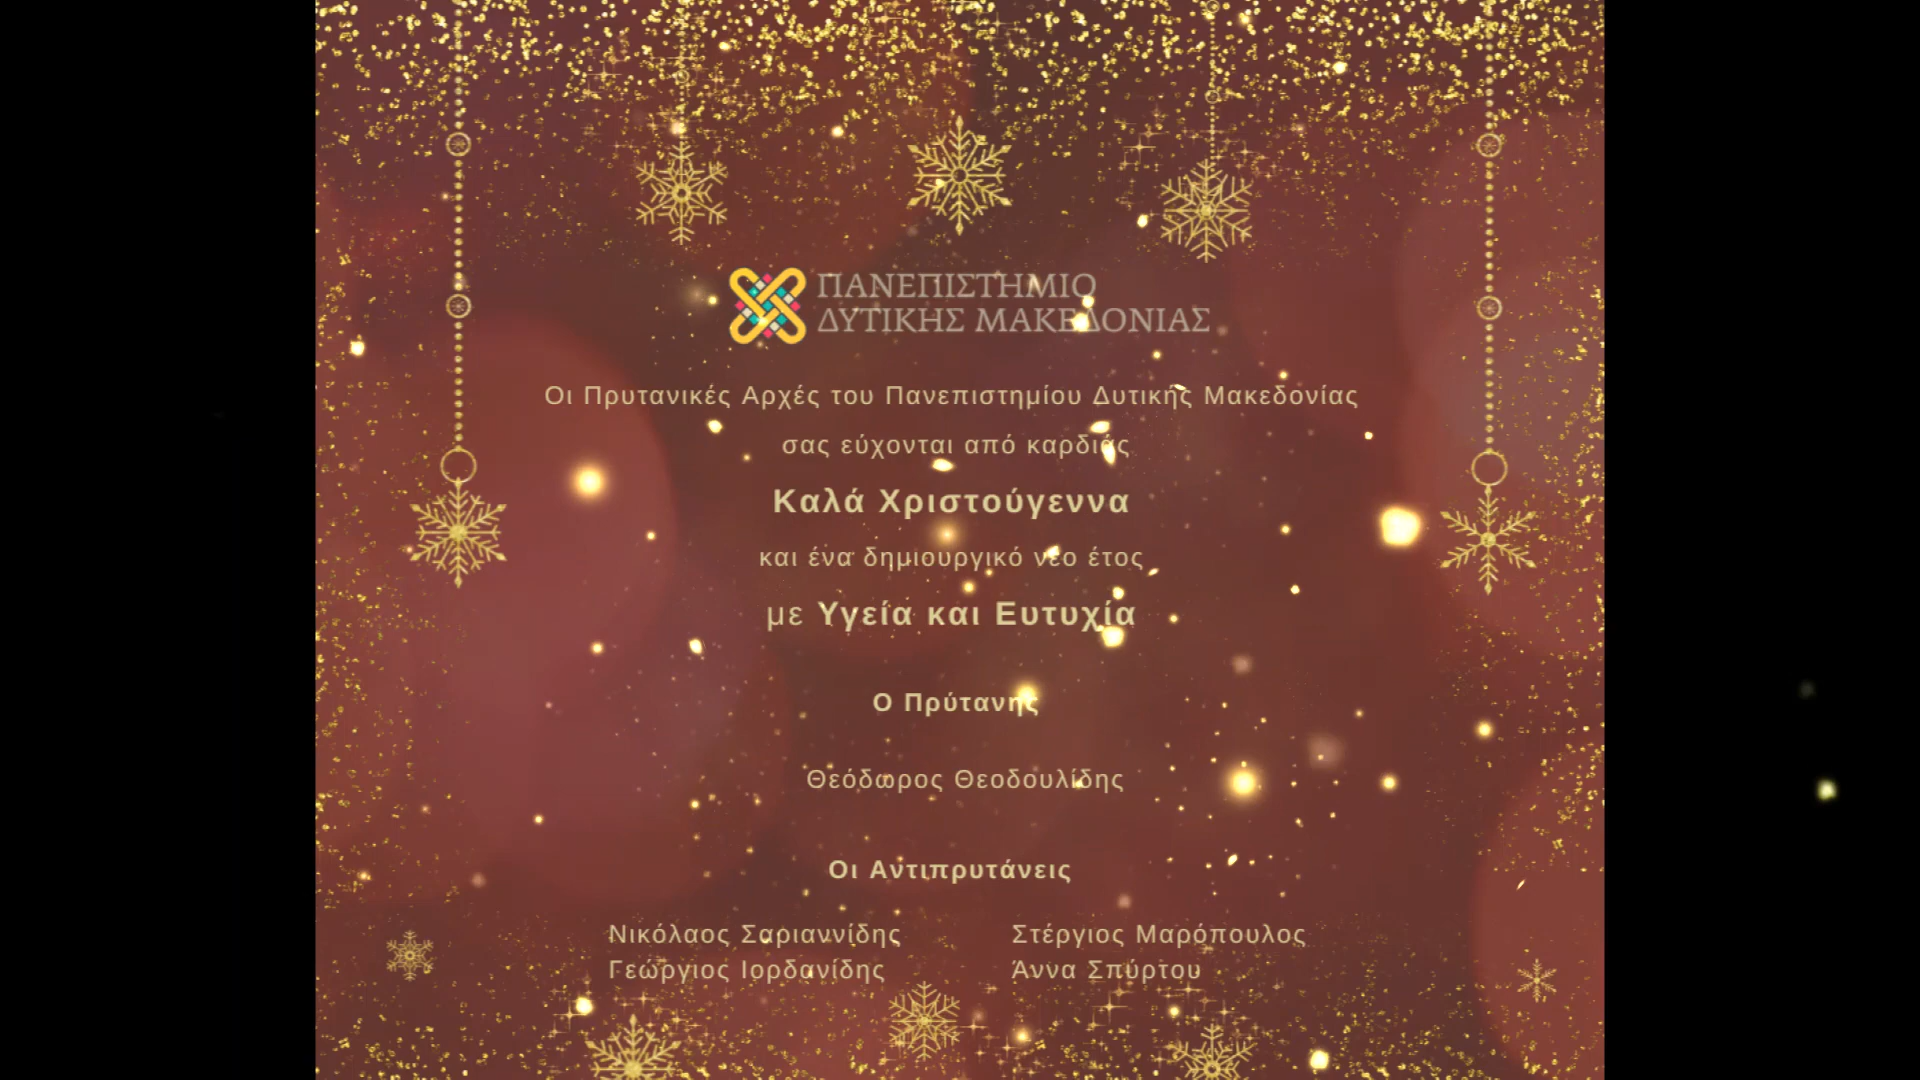 ΠΑΝΕΠΙΣΤΗΜΙΟ
ΔΥΤΙΚΗΣ ΜΑΚΕΔΟΝΙΑΣ
Οι Πρυτανικές Αρχές του Πανεπιστημίου Δυτικής Μακεδονίας
σας εύχονται από καρδιάς
Καλά Χριστούγεννα
και ένα δημιουργικό νέο έτος
με Υγεία και Ευτυχία
Ο Πρύτανης
Θεόδωρος Θεοδουλίδης
Οι Αντιπρυτάνεις
Νικόλαος Σαριαννίδης
Γεώργιος Ιορδανίδης
Στέργιος Μαρόπουλος
Άννα Σπύρτου